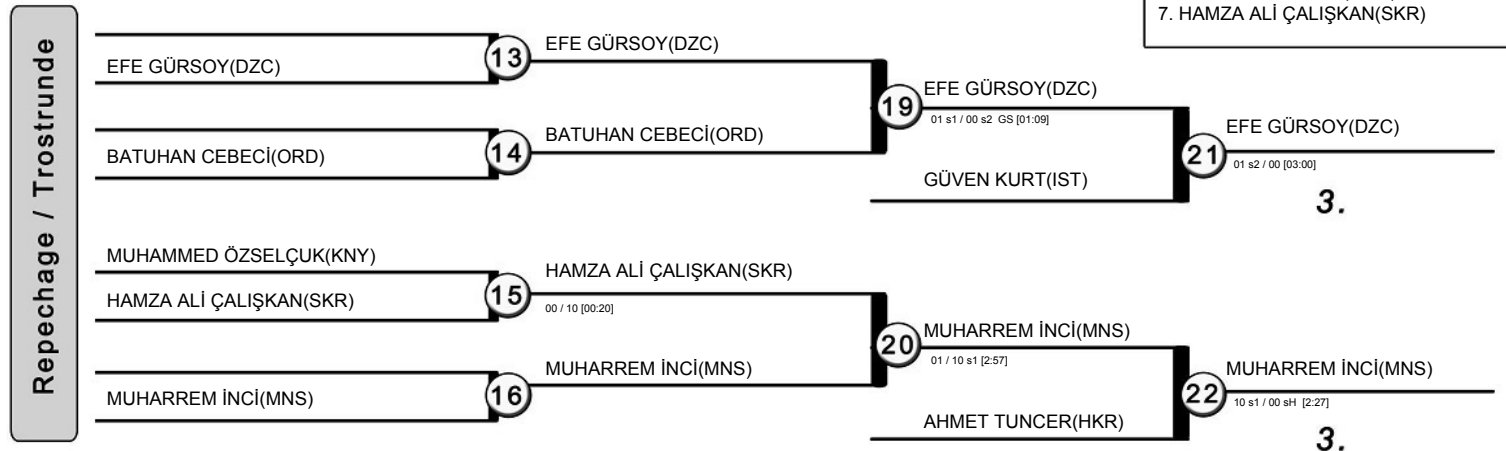 7. HAMZA ALİ ÇALIŞKAN(SKR)
Repechage / Trostrunde
EFE GÜRSOY(DZC)
13
EFE GÜRSOY(DZC)
BATUHAN CEBECİ(ORD)
14
BATUHAN CEBECİ(ORD)
19
EFE GÜRSOY(DZC)
01 s1 / 00 s2 GS [01:09]
GÜVEN KURT(IST)
21
EFE GÜRSOY(DZC)
01 s2 / 00 [03:00]
3.
MUHAMMED ÖZSELÇUK(KNY)
HAMZA ALİ ÇALIŞKAN(SKR)
15
HAMZA ALİ ÇALIŞKAN(SKR)
00 / 10 [00:20]
MUHARREM İNCİ(MNS)
16
MUHARREM İNCİ(MNS)
20
MUHARREM İNCİ(MNS)
01 / 10 s1 [2:57]
AHMET TUNCER(HKR)
22
MUHARREM İNCİ(MNS)
10 s1 / 00 sH [2:27]
3.